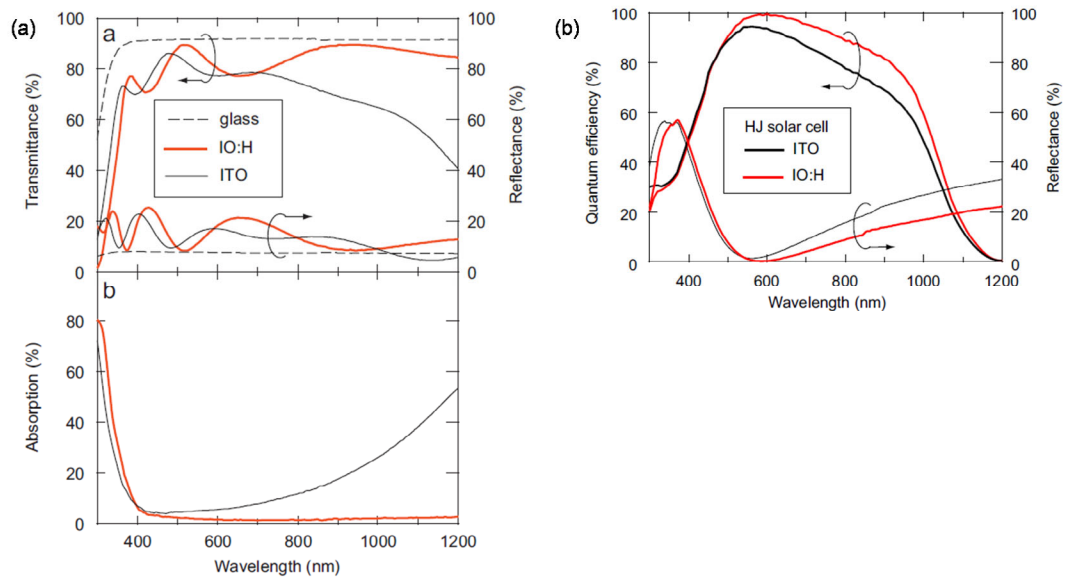 (a)
a
100
80
60
40
20
0
Transmittance (%)
glass
IO:H
ITO
100
80
60
40
20
0
Reflectance (%)
b
80
60
40
20
0
Absorption (%)
400
600
800
1000
1200
Wavelength (nm)
(b)
100
80
60
40
20
0
Quantum efficiency (%)
HJ solar cell
ITO
IO:H
100
80
60
40
20
0
Reflectance (%)
400
600
800
1000
1200
Wavelength (nm)